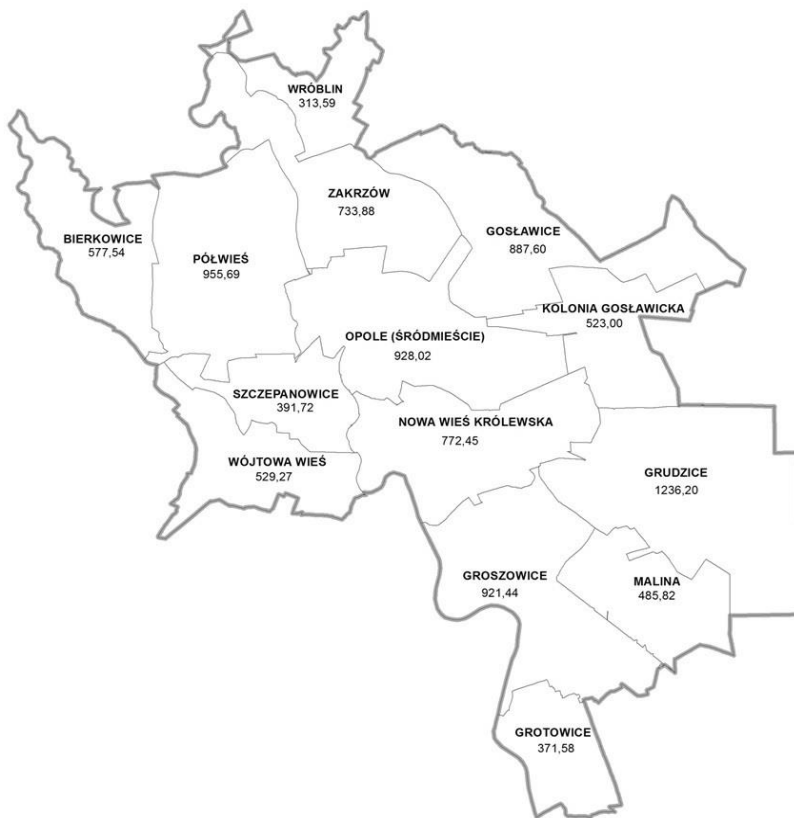 WRÓBLIN
313,59
ZAKRZÓW
733,88
GOSŁAWICE
887,60
BIERKOWICE
577,54
PÓŁWIEŚ
955,69
KOLONIA GOSŁAWICKA
523,00
OPOLE (ŚRÓDMIEŚCIE)
928,02
SZCZEPANOWICE
391,72
NOWA WIEŚ KRÓLEWSKA
772,45
WÓJTOWA WIEŚ
529,27
GRUDZICE
1236,20
GROSZOWICE
921,44
MALINA
485,82
GROTOWICE
371,58